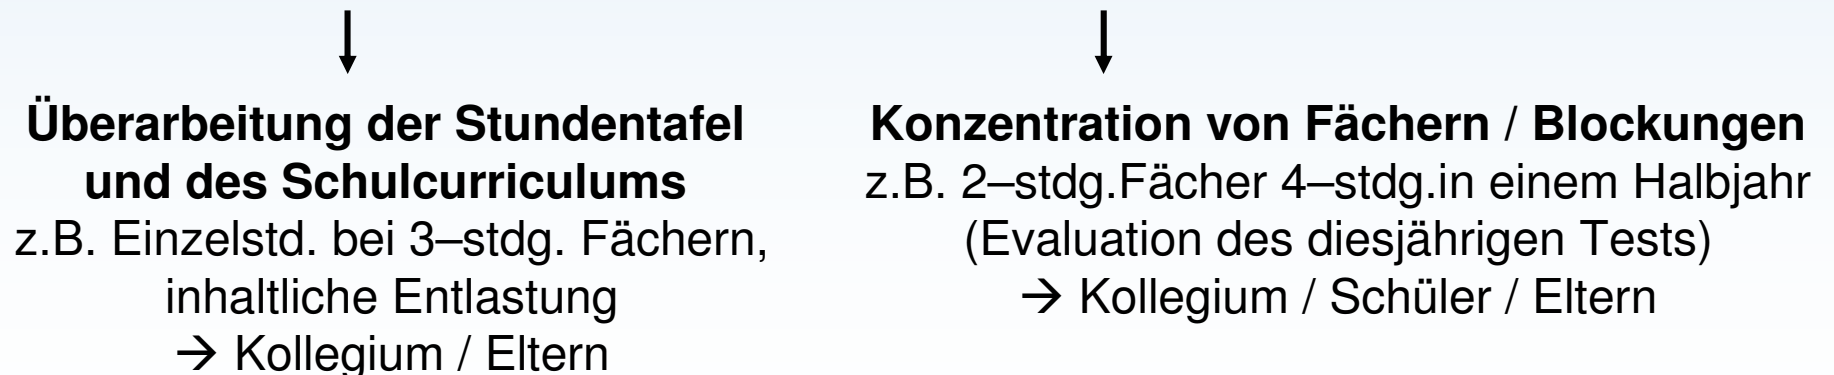 Überarbeitung der Stundentafel
und des Schulcurriculums
z.B. Einzelstd. bei 3–stdg. Fächern,
inhaltliche Entlastung
→ Kollegium / Eltern
Konzentration von Fächern / Blockungen
z.B. 2–stdg.Fächer 4–stdg.in einem Halbjahr
(Evaluation des diesjährigen Tests)
→ Kollegium / Schüler / Eltern